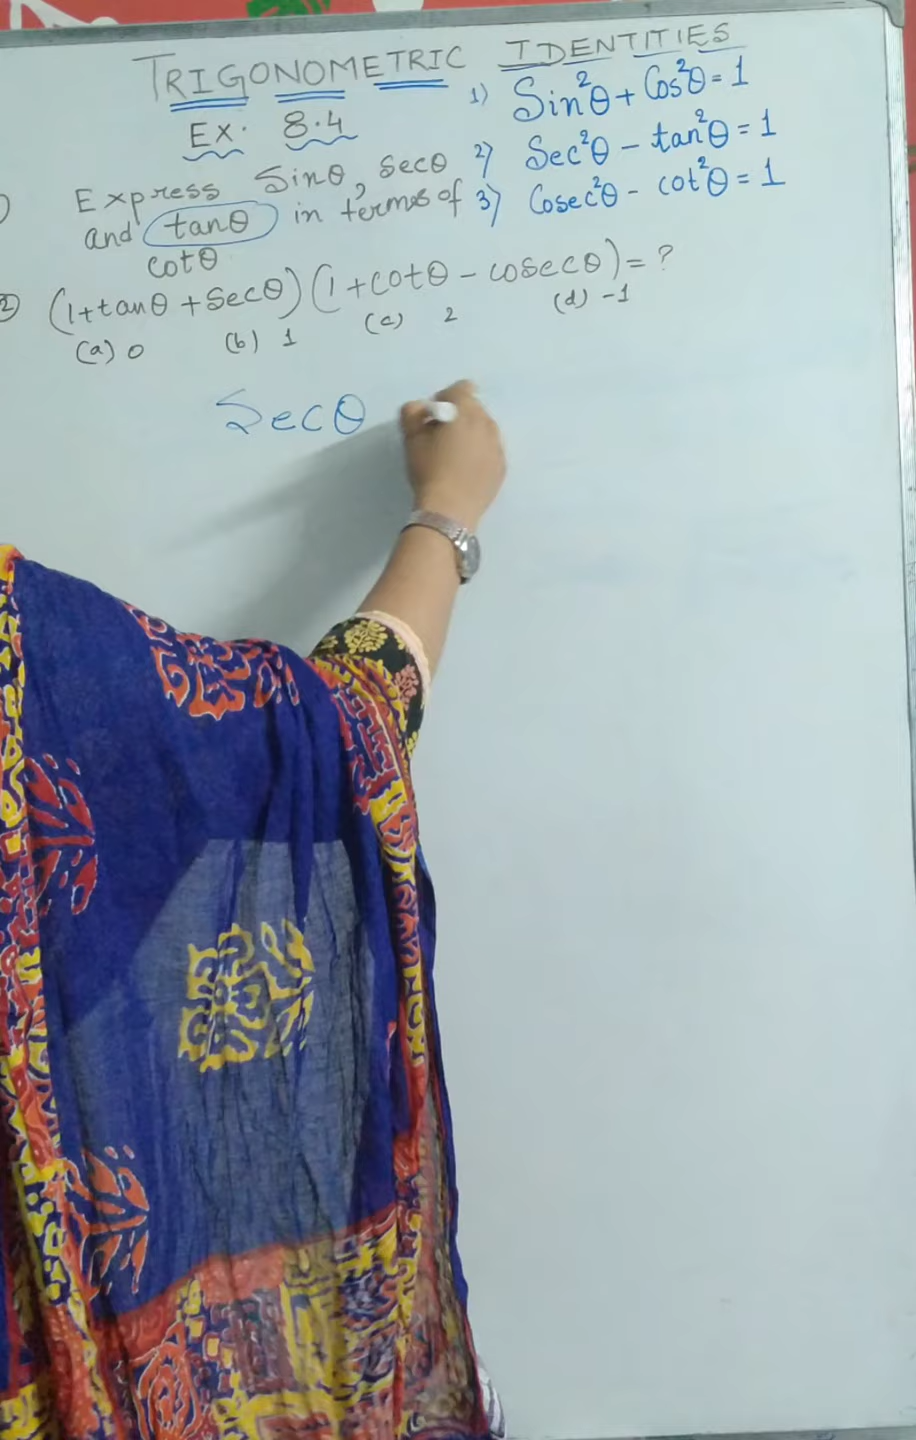 TRIGONOMETRIC IDENTITIES
Ex. 8.4
1) Sin²θ + Cos²θ = 1
2) Sec²θ - tan²θ = 1
3) Cosec²θ - cot²θ = 1
Express Sinθ, Secθ
and tanθ in terms of
cotθ
2) (1+tanθ + Secθ) (1+cotθ - cosecθ) = ?
(a) 0 (b) 1 (c) 2 (d) -1
Secθ